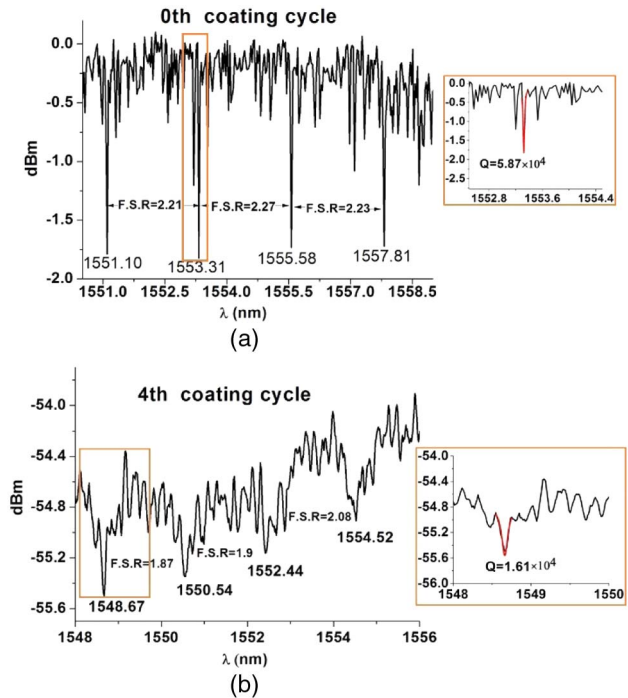 0th coating cycle
0.0
-0.5
-1.0
-1.5
-2.0
dBm
F.S.R=2.21
F.S.R=2.27
F.S.R=2.23
1551.10
1553.31
1555.58
1557.81
1551.0 1552.5 1554.0 1555.5 1557.0 1558.5
λ (nm)
(a)
0.0
-0.5
-1.0
-1.5
-2.0
-2.5
Q=5.87×10⁴
1552.8 1553.6 1554.4
4th coating cycle
-54.0
-54.4
-54.8
-55.2
-55.6
dBm
F.S.R=1.87
F.S.R=1.9
F.S.R=2.08
1548.67
1550.54
1552.44
1554.52
1548 1550 1552 1554 1556
λ (nm)
(b)
-54.0
-54.4
-54.8
-55.2
-55.6
-56.0
Q=1.61×10⁴
1548 1549 1550